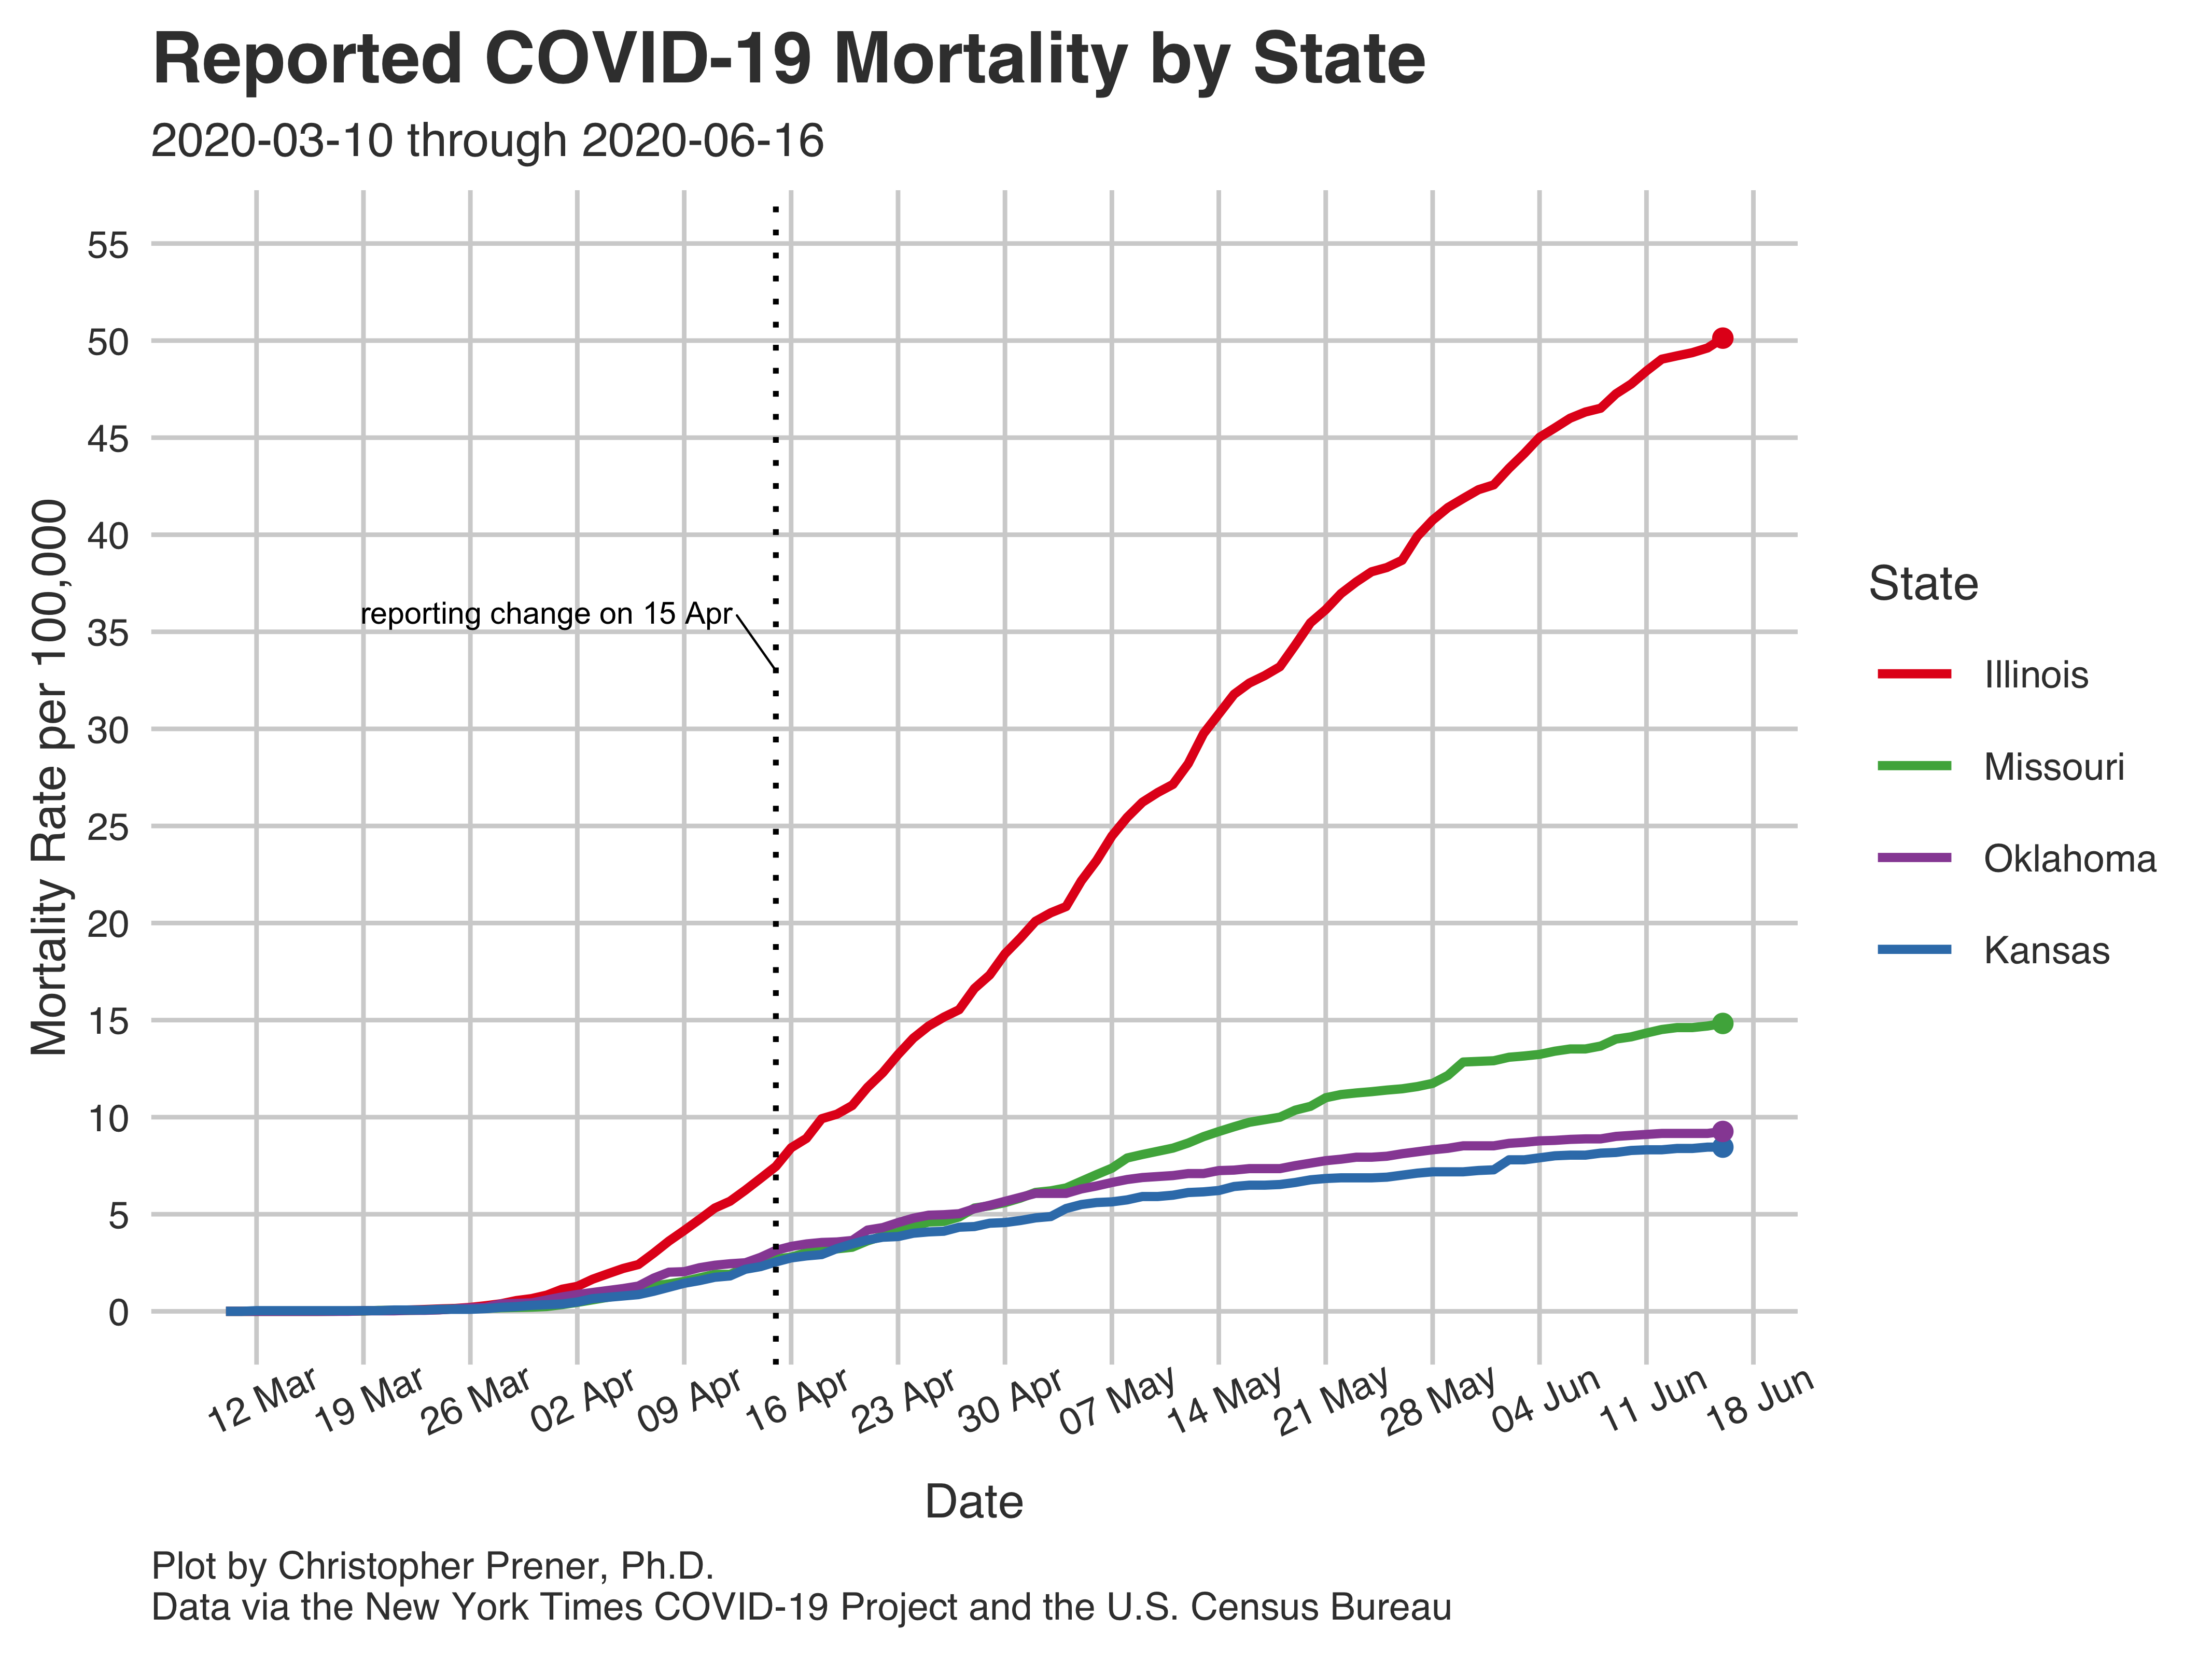 Reported COVID-19 Mortality by State
2020-03-10 through 2020-06-16
Mortality Rate per 100,000
55
50
45
40
35
30
25
20
15
10
5
0
reporting change on 15 Apr
12 Mar
19 Mar
26 Mar
02 Apr
09 Apr
16 Apr
23 Apr
30 Apr
07 May
14 May
21 May
28 May
04 Jun
11 Jun
18 Jun
Date
State
Illinois
Missouri
Oklahoma
Kansas
Plot by Christopher Prener, Ph.D.
Data via the New York Times COVID-19 Project and the U.S. Census Bureau